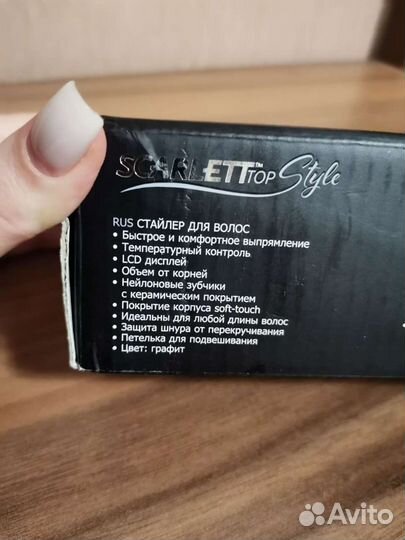 SCARLETT™ TOP Style
RUS СТАЙЛЕР ДЛЯ ВОЛОС
• Быстрое и комфортное выпрямление
• Температурный контроль
• LCD дисплей
• Объем от корней
• Нейлоновые зубчики
с керамическим покрытием
• Покрытие корпуса soft-touch
• Идеальны для любой длины волос
• Защита шнура от перекручивания
• Петелька для подвешивания
• Цвет: графит
Avito